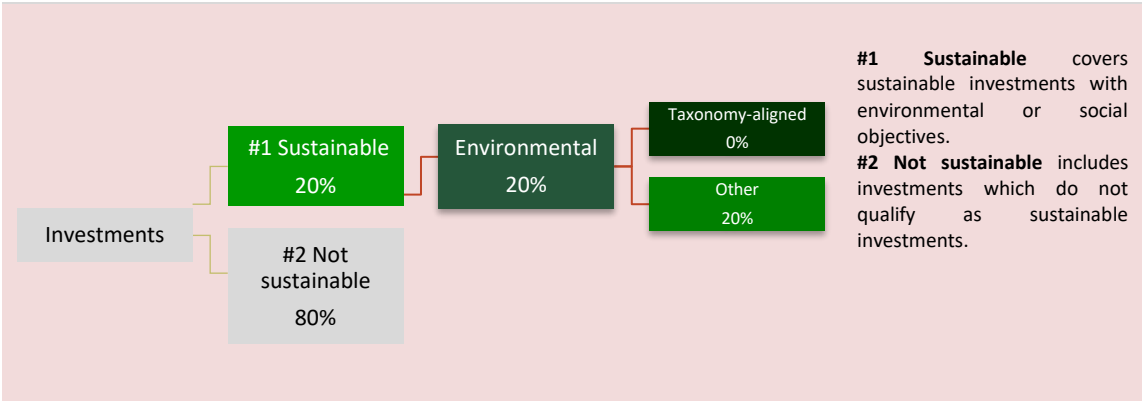 Investments
#1 Sustainable
20%
#2 Not
sustainable
80%
Environmental
20%
Taxonomy-aligned
0%
Other
20%
#1 Sustainable covers
sustainable investments with
environmental or social
objectives.
#2 Not sustainable includes
investments which do not
qualify as sustainable
investments.